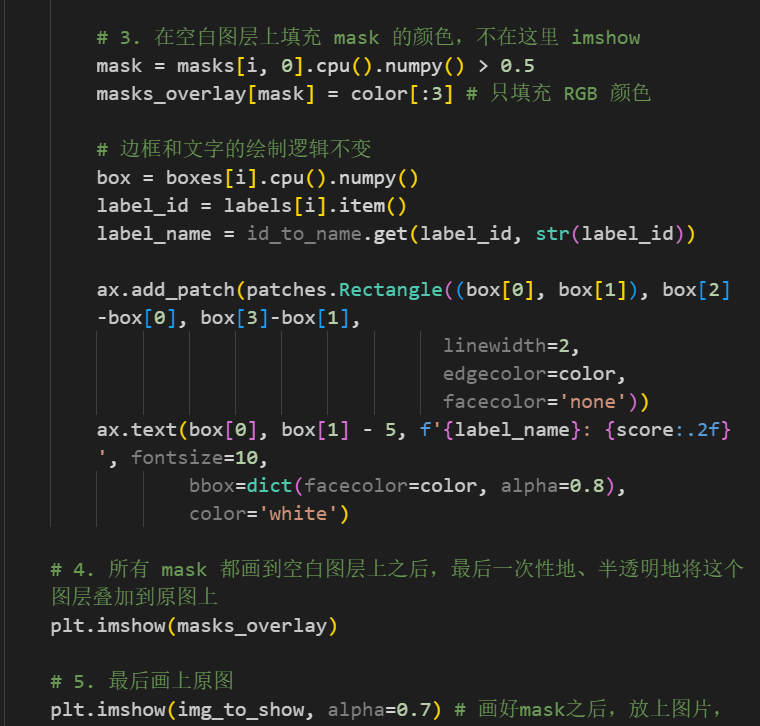 # 3. 在空白图层上填充 mask 的颜色，不在这里 imshow
mask = masks[i, 0].cpu().numpy() > 0.5
masks_overlay[mask] = color[:3] # 只填充 RGB 颜色
# 边框和文字的绘制逻辑不变
box = boxes[i].cpu().numpy()
label_id = labels[i].item()
label_name = id_to_name.get(label_id, str(label_id))
ax.add_patch(patches.Rectangle((box[0], box[1]), box[2]
-box[0], box[3]-box[1],
linewidth=2,
edgecolor=color,
facecolor='none'))
ax.text(box[0], box[1] - 5, f'{label_name}: {score:.2f}
', fontsize=10,
bbox=dict(facecolor=color, alpha=0.8),
color='white')
# 4. 所有 mask 都画到空白图层上之后，最后一次性地、半透明地将这个
图层叠加到原图上
plt.imshow(masks_overlay)
# 5. 最后画上原图
plt.imshow(img_to_show, alpha=0.7) # 画好mask之后，放上图片，